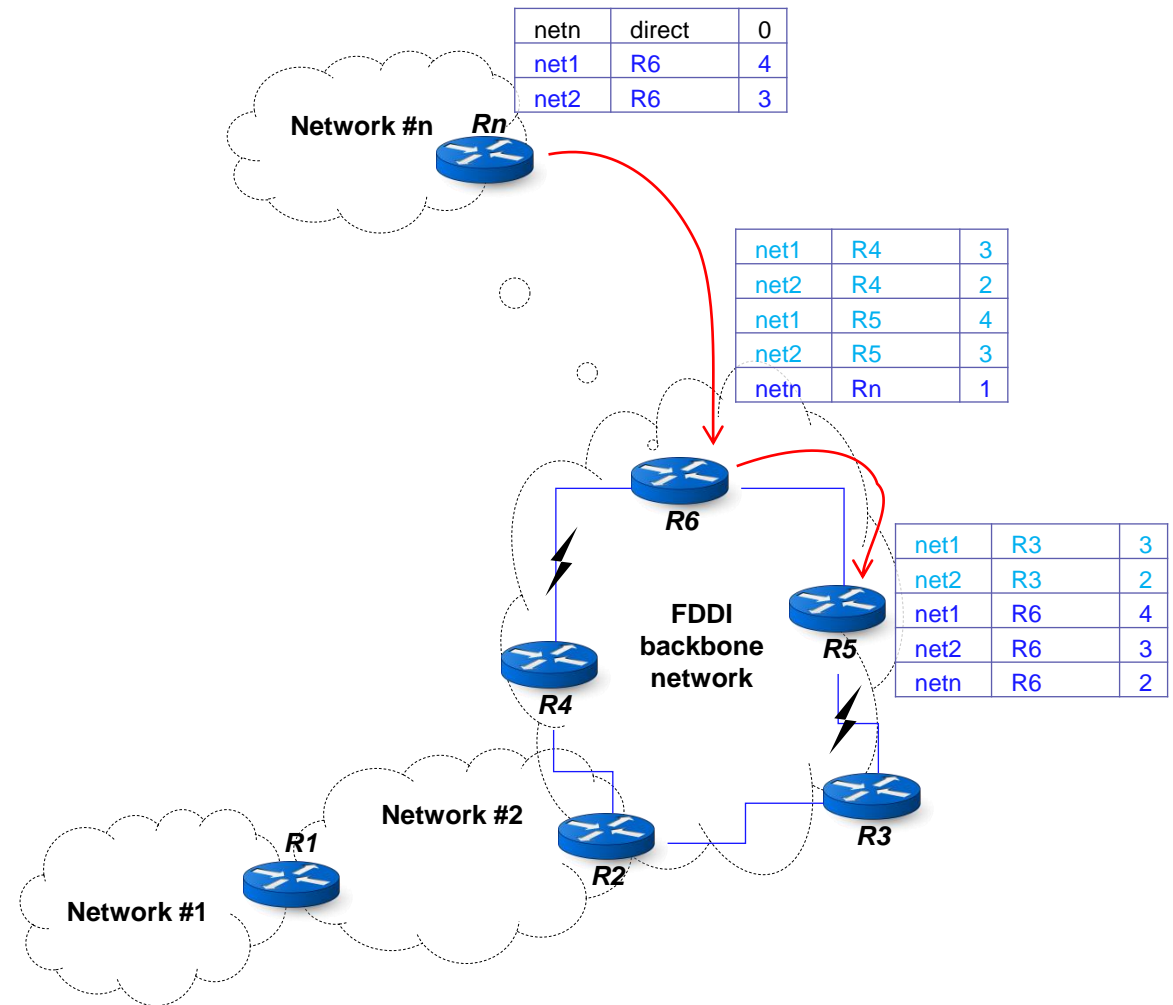 netn direct 0
net1 R6 4
net2 R6 3
Network #n
Rn
net1 R4 3
net2 R4 2
net1 R5 4
net2 R5 3
netn Rn 1
R6
net1 R3 3
net2 R3 2
net1 R6 4
net2 R6 3
netn R6 2
FDDI
backbone
network
R5
R4
Network #2
R3
R1
R2
Network #1